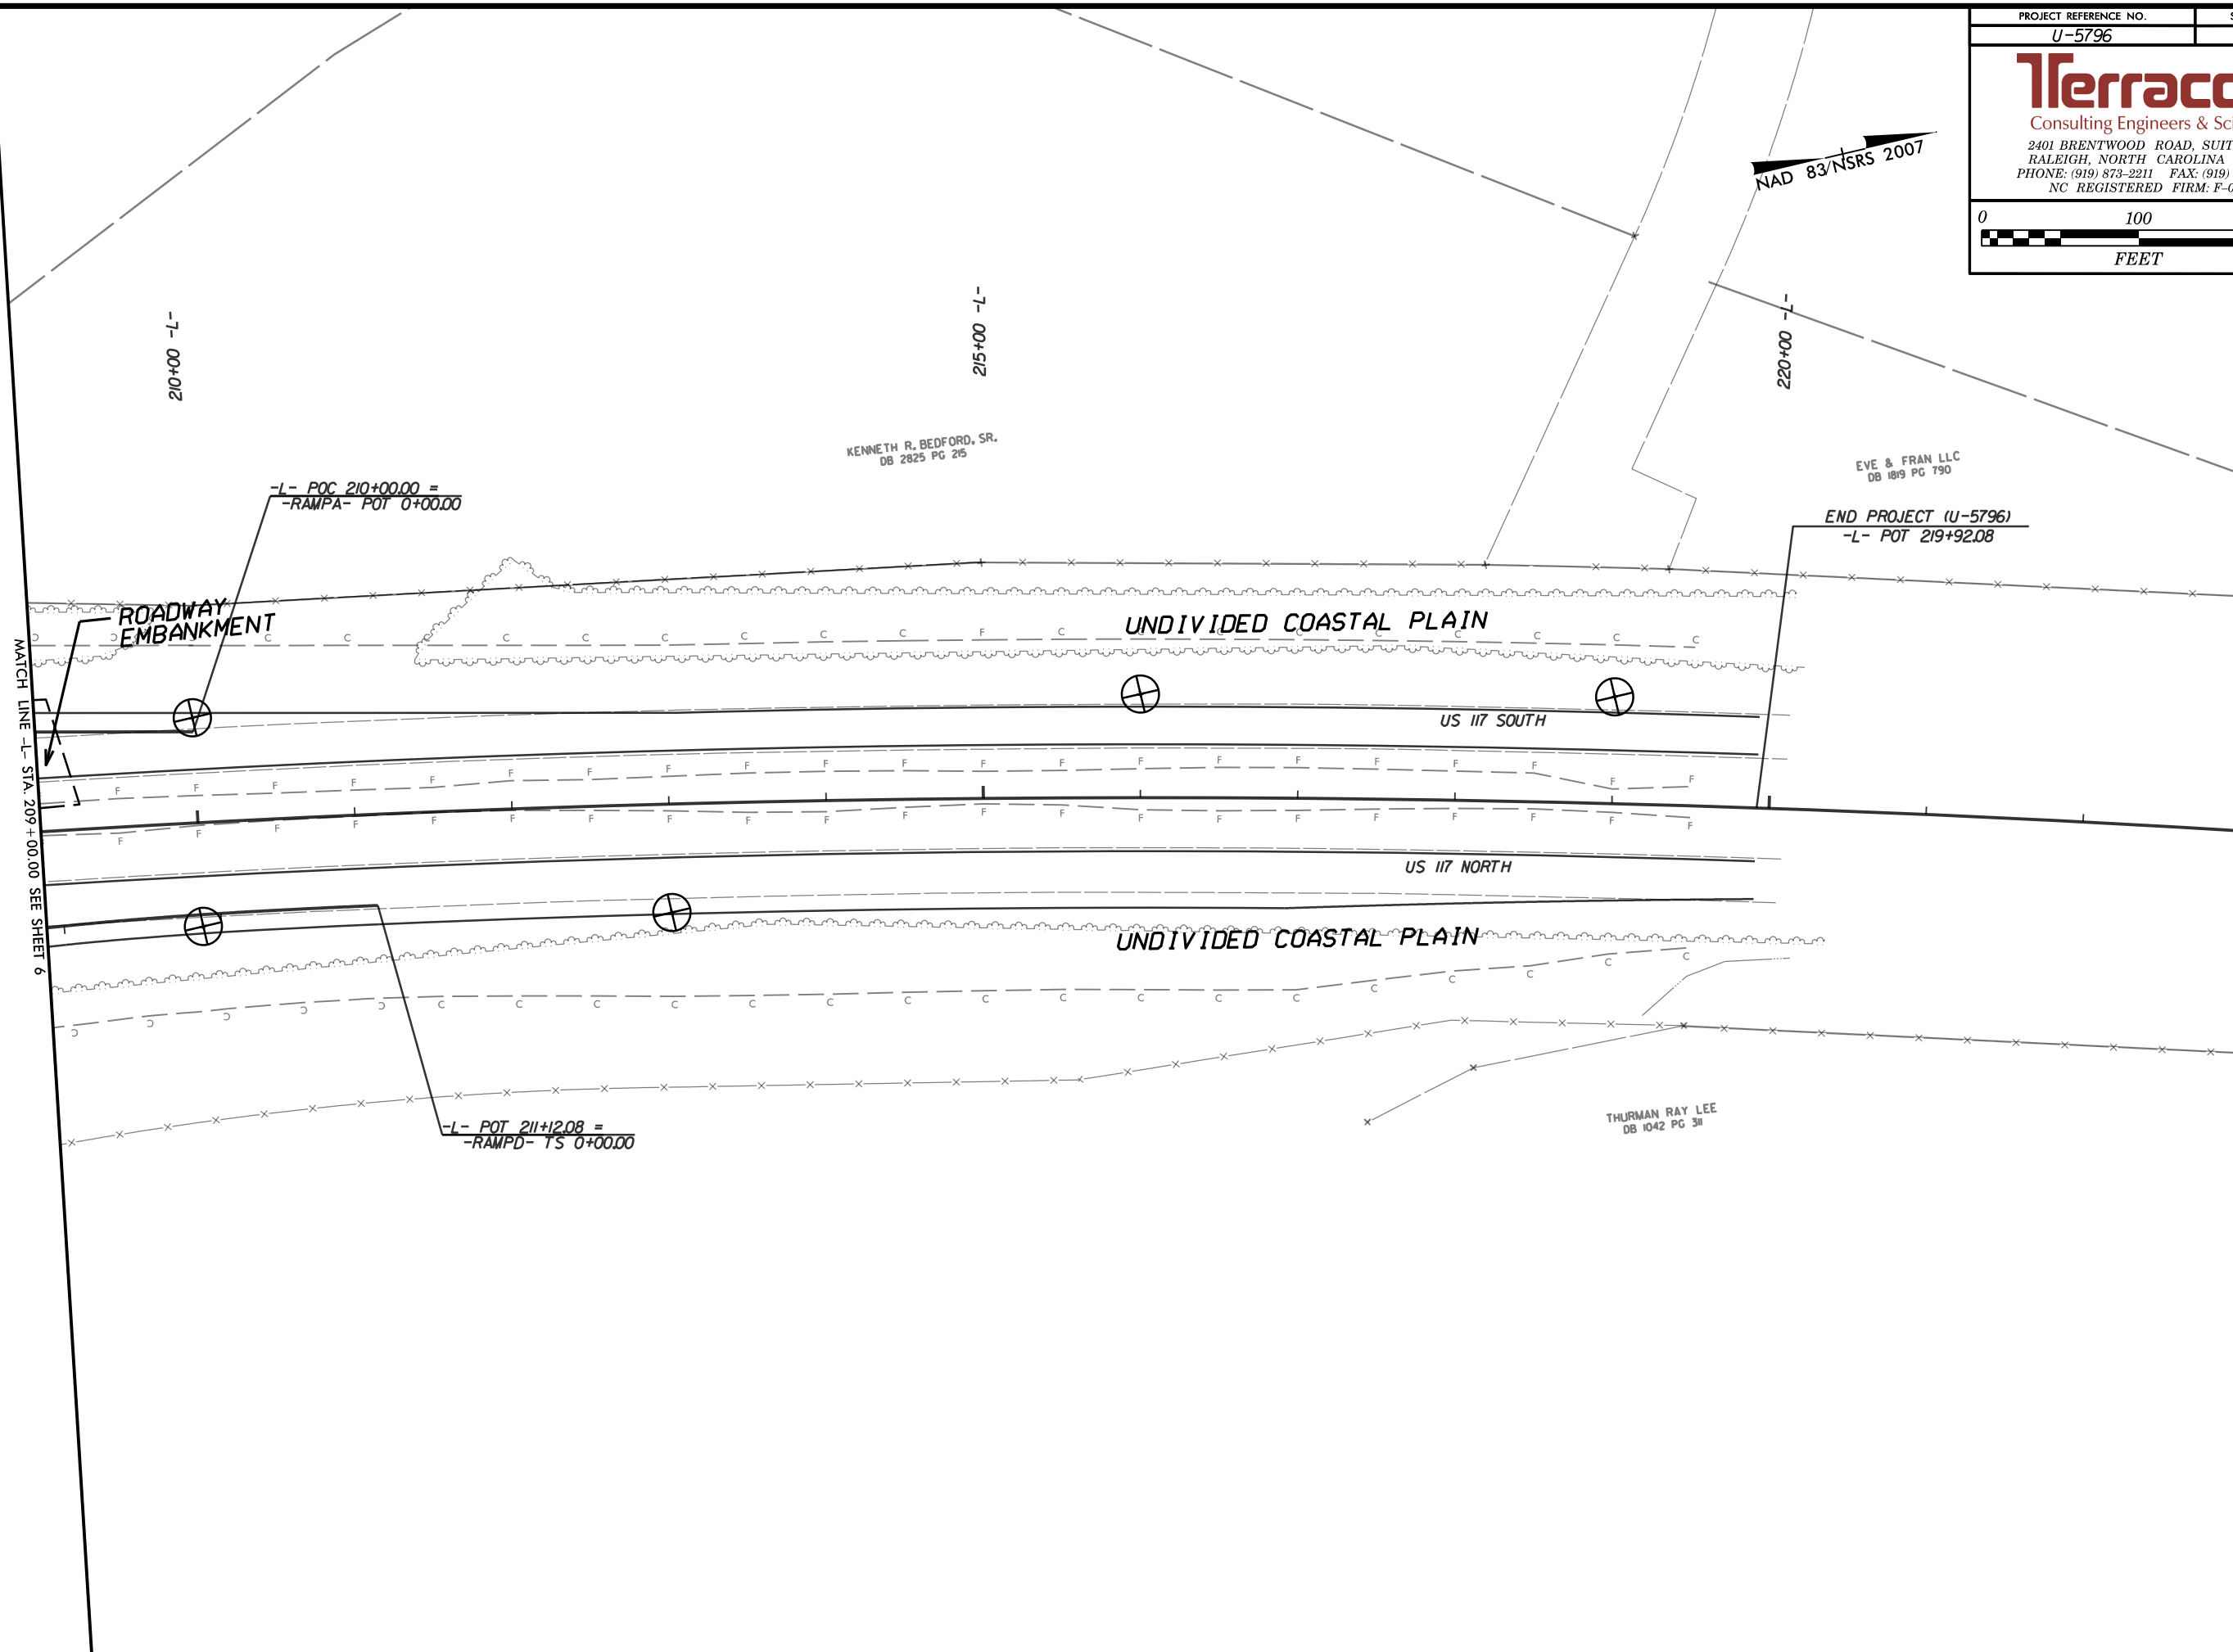 PROJECT REFERENCE NO.
U-5796
Consulting Engineers &
2401 BRENTWOOD ROAD,
RALEIGH, NORTH CAROLINA
PHONE: (919) 873-2211 FAX: (919)
NC REGISTERED FIRM:
0 100
FEET
NAD 83/NSRS 2007
210+00 -L-
215+00 -L-
220+00 -L-
KENNETH R. BEDFORD, SR.
DB 2825 PG 215
EVE & FRAN LLC
DB 1819 PG 790
-L- POC 210+00.00 =
-RAMPA- POT 0+00.00
END PROJECT (U-5796)
-L- POT 219+92.08
ROADWAY
EMBANKMENT
UNDIVIDED COASTAL PLAIN
US 117 SOUTH
MATCH LINE -L- STA. 209+00.00 SEE SHEET 6
US 117 NORTH
UNDIVIDED COASTAL PLAIN
-L- POT 211+12.08 =
-RAMPD- TS 0+00.00
THURMAN RAY LEE
DB 1042 PG 311